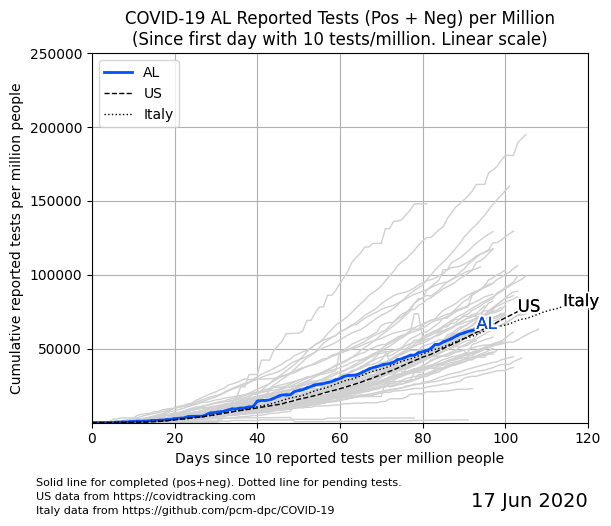 COVID-19 AL Reported Tests (Pos + Neg) per Million
(Since first day with 10 tests/million. Linear scale)
250000
200000
150000
100000
50000
Cumulative reported tests per million people
AL
US
Italy
AL
US
Italy
0 20 40 60 80 100 120
Days since 10 reported tests per million people
Solid line for completed (pos+neg). Dotted line for pending tests.
US data from https://covidtracking.com
Italy data from https://github.com/pcm-dpc/COVID-19
17 Jun 2020